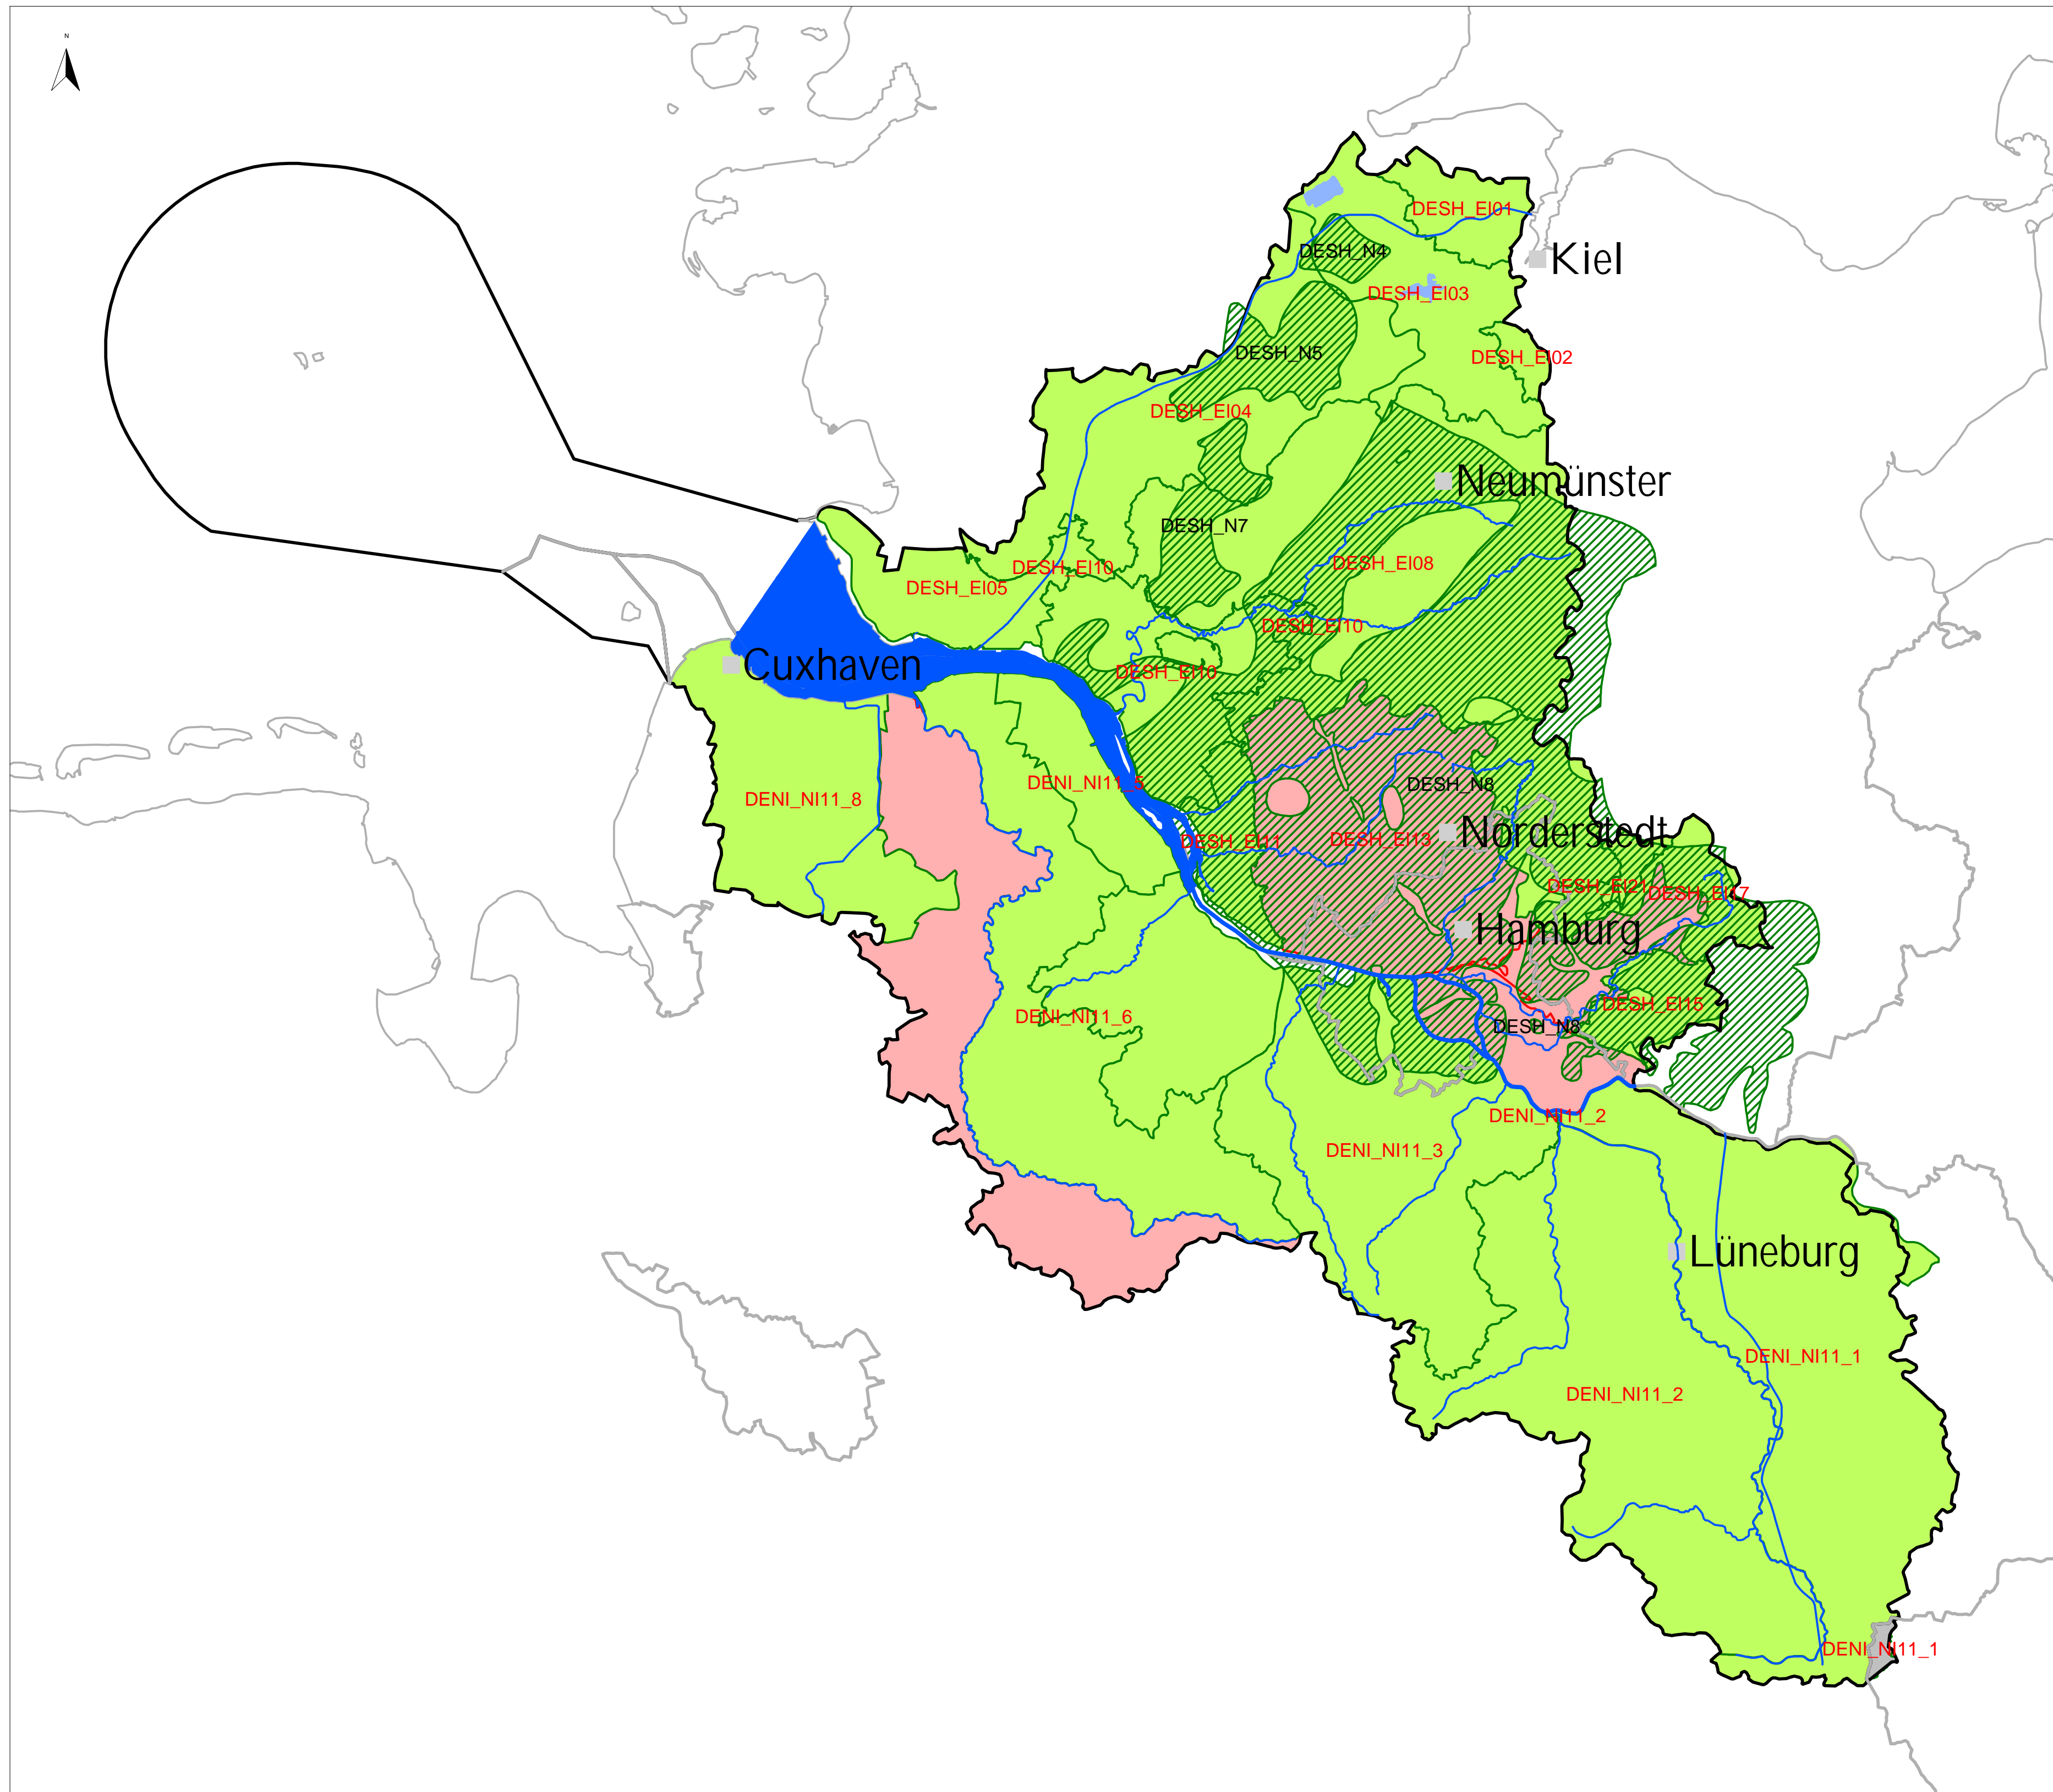 N
DESH_EI01
DESH_N4
Kiel
DESH_EI03
DESH_N5
DESH_EI02
DESH_EI04
Neumünster
DESH_N7
DESH_EI08
DESH_EI10
DESH_EI05
DESH_EI10
Cuxhaven
DESH_EI10
DENI_NI11_5
DESH_N8
DENI_NI11_8
Norderstedt
DESH_EI11
DESH_EI13
DESH_EI21
DESH_EI17
Hamburg
DESH_EI15
DENI_NI11_6
DESH_N8
DENI_NI11_2
DENI_NI11_3
Lüneburg
DENI_NI11_1
DENI_NI11_2
DENI_NI11_1